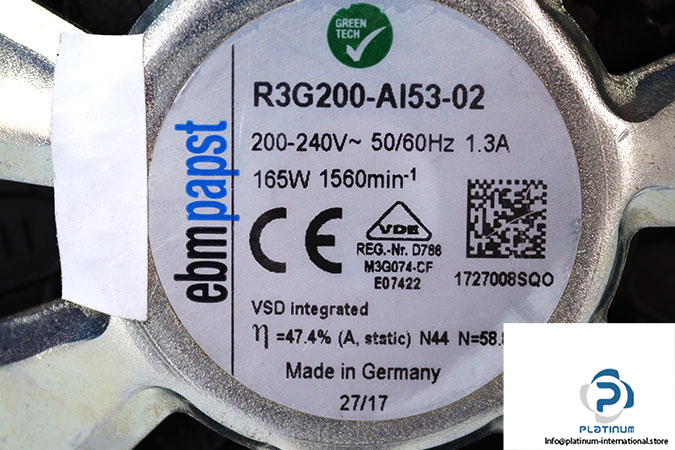 GREEN
TECH
ebmpapst
R3G200-AI53-02
200-240V~ 50/60Hz 1.3A
165W 1560min-1
CE
VDE
REG.-Nr. D788
M3G074-CF
E07422
1727008SQO
VSD integrated
η =47.4% (A, static) N44 N=58.
Made in Germany
27/17
PLATINUM
Info@platinum-international.store